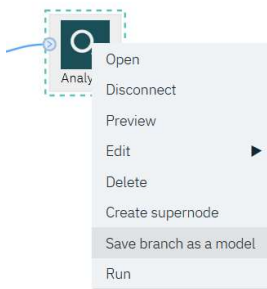 Analy
Open
Disconnect
Preview
Edit
Delete
Create supernode
Save branch as a model
Run